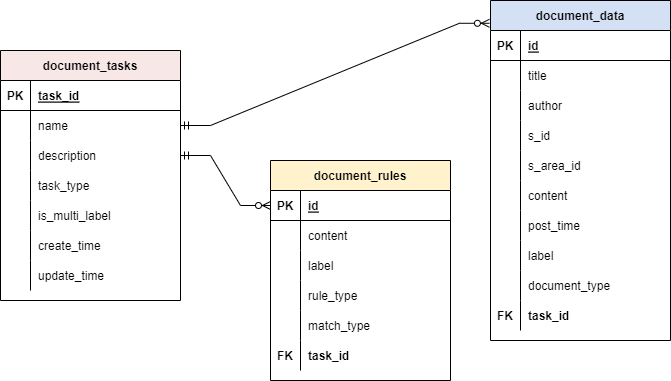 document_tasks
PK task_id
name
description
task_type
is_multi_label
create_time
update_time
document_rules
PK id
content
label
rule_type
match_type
FK task_id
document_data
PK id
title
author
s_id
s_area_id
content
post_time
label
document_type
FK task_id